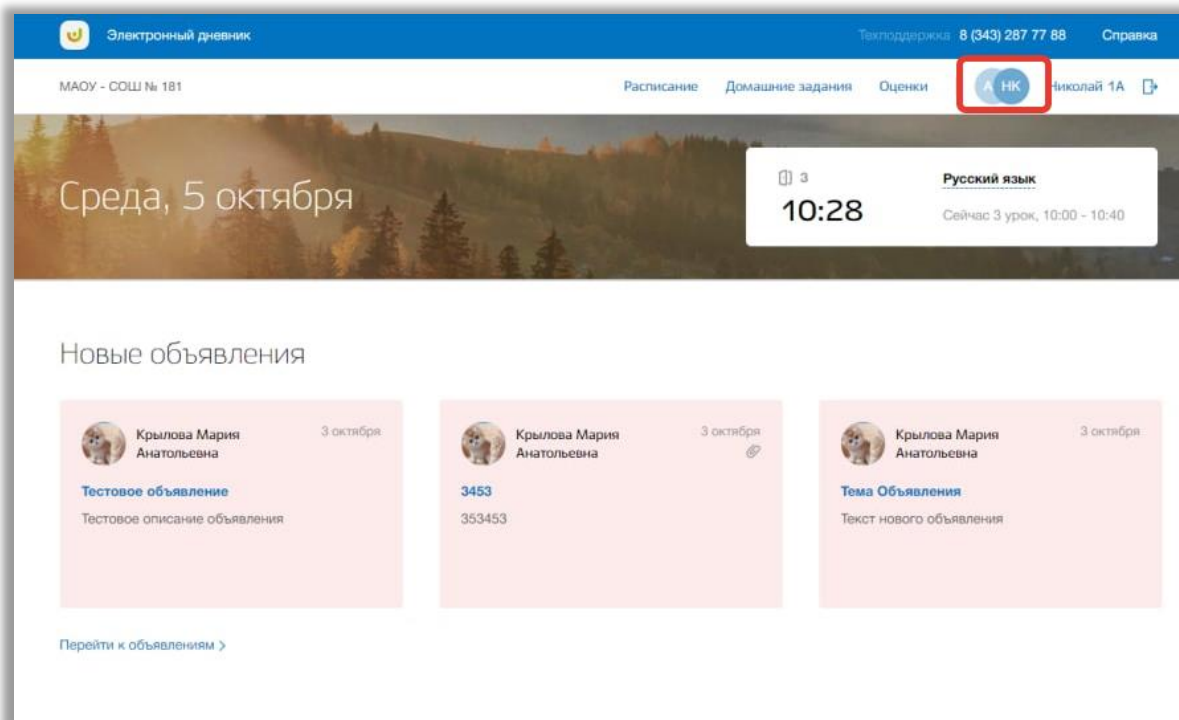 Электронный дневник
Техподдержка 8 (343) 287 77 88 Справка
МАОУ - СОШ № 181
Расписание Домашние задания Оценки А НК Николай 1А
Среда, 5 октября
3
10:28
Русский язык
Сейчас 3 урок, 10:00 - 10:40
Новые объявления
Крылова Мария
Анатольевна
3 октября
Тестовое объявление
Тестовое описание объявления
Крылова Мария
Анатольевна
3 октября
3453
353453
Крылова Мария
Анатольевна
3 октября
Тема Объявления
Текст нового объявления
Перейти к объявлениям >